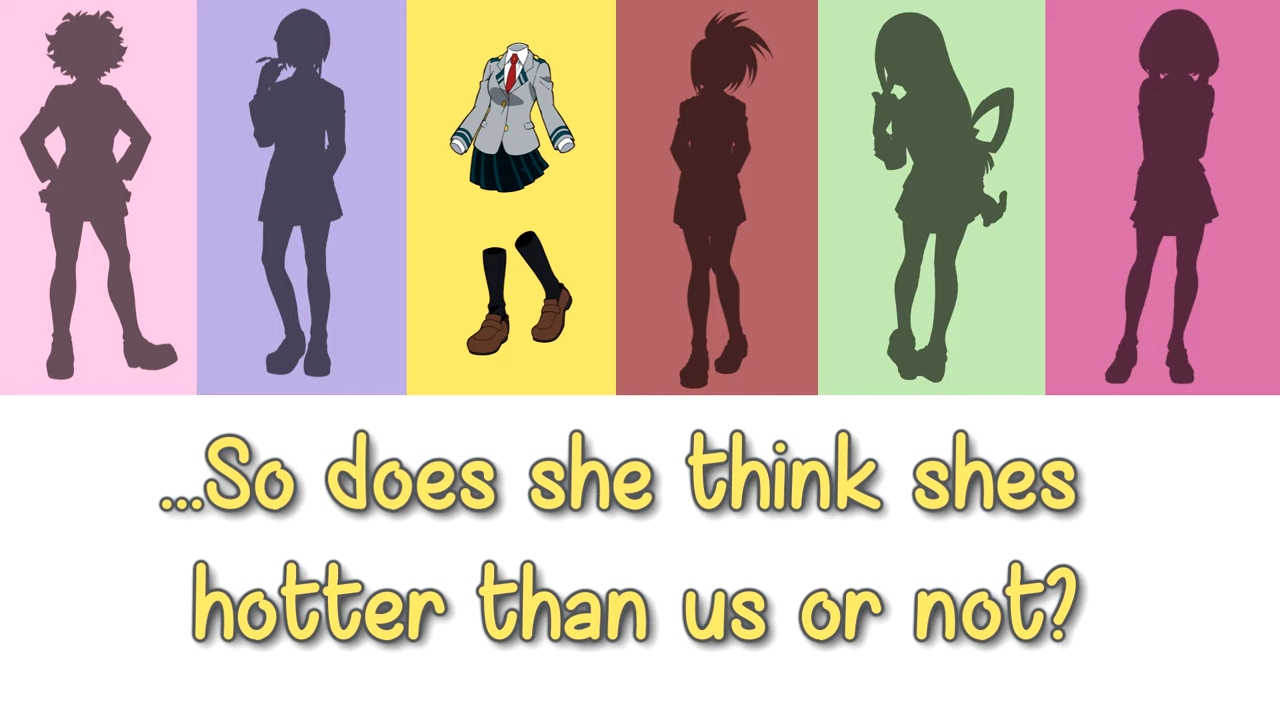 ...So does she think shes
hotter than us or not?